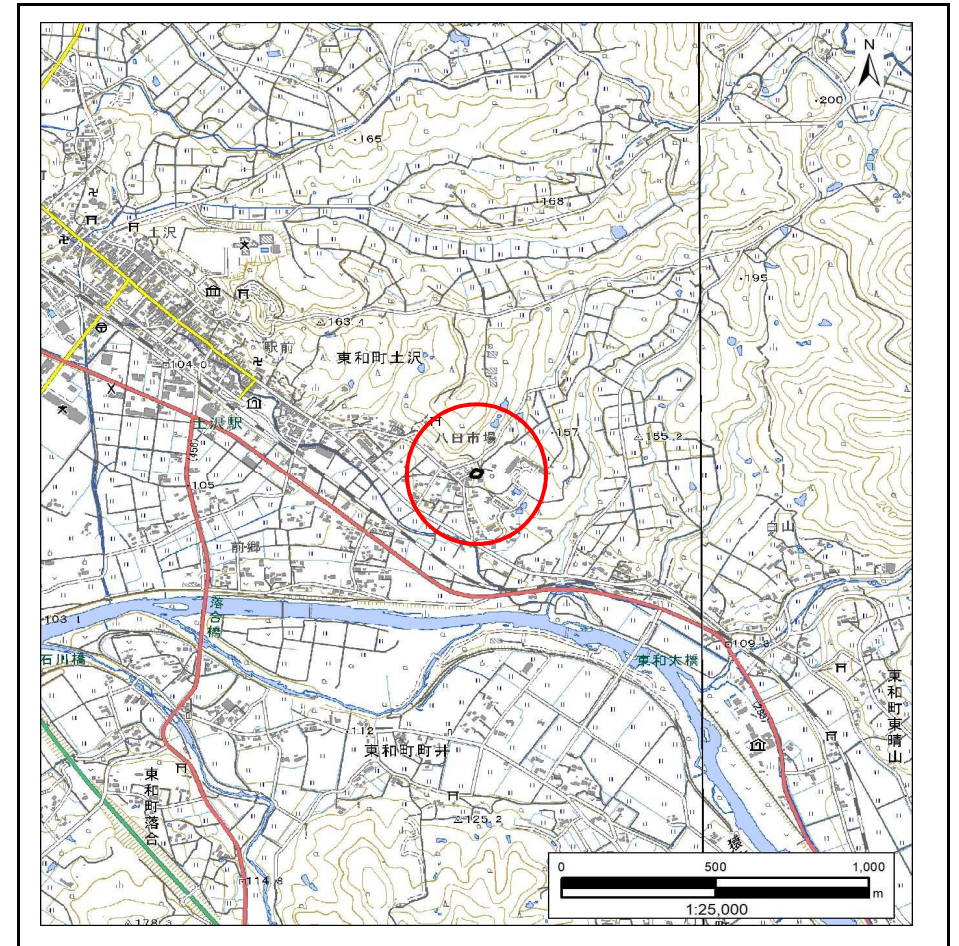 N
200
165
168
土沢
195
163.4
駅前
東和町土沢
104.0
土沢駅
八日市場
157
155.2
(456)
105
前郷
白山
103.1
落合橋
石川橋
109.8
東和大橋
東和町東晴山
(283)
112
東和町町井
東和町落合
125.2
114.8
178.3
0 500 1,000
m
1:25,000